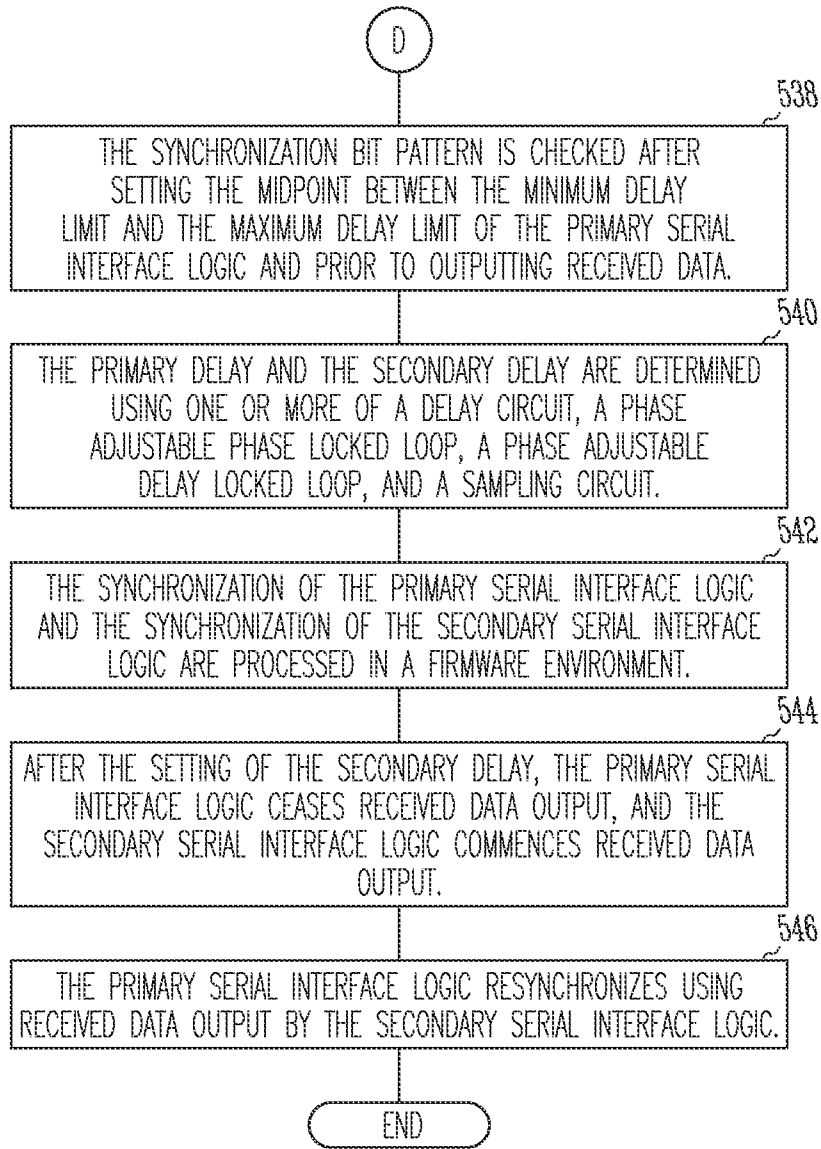 D
538
THE SYNCHRONIZATION BIT PATTERN IS CHECKED AFTER
SETTING THE MIDPOINT BETWEEN THE MINIMUM DELAY
LIMIT AND THE MAXIMUM DELAY LIMIT OF THE PRIMARY SERIAL
INTERFACE LOGIC AND PRIOR TO OUTPUTTING RECEIVED DATA.
540
THE PRIMARY DELAY AND THE SECONDARY DELAY ARE DETERMINED
USING ONE OR MORE OF A DELAY CIRCUIT, A PHASE
ADJUSTABLE PHASE LOCKED LOOP, A PHASE ADJUSTABLE
DELAY LOCKED LOOP, AND A SAMPLING CIRCUIT.
542
THE SYNCHRONIZATION OF THE PRIMARY SERIAL INTERFACE LOGIC
AND THE SYNCHRONIZATION OF THE SECONDARY SERIAL INTERFACE
LOGIC ARE PROCESSED IN A FIRMWARE ENVIRONMENT.
544
AFTER THE SETTING OF THE SECONDARY DELAY, THE PRIMARY SERIAL
INTERFACE LOGIC CEASES RECEIVED DATA OUTPUT, AND THE
SECONDARY SERIAL INTERFACE LOGIC COMMENCES RECEIVED DATA
OUTPUT.
546
THE PRIMARY SERIAL INTERFACE LOGIC RESYNCHRONIZES USING
RECEIVED DATA OUTPUT BY THE SECONDARY SERIAL INTERFACE LOGIC.
END